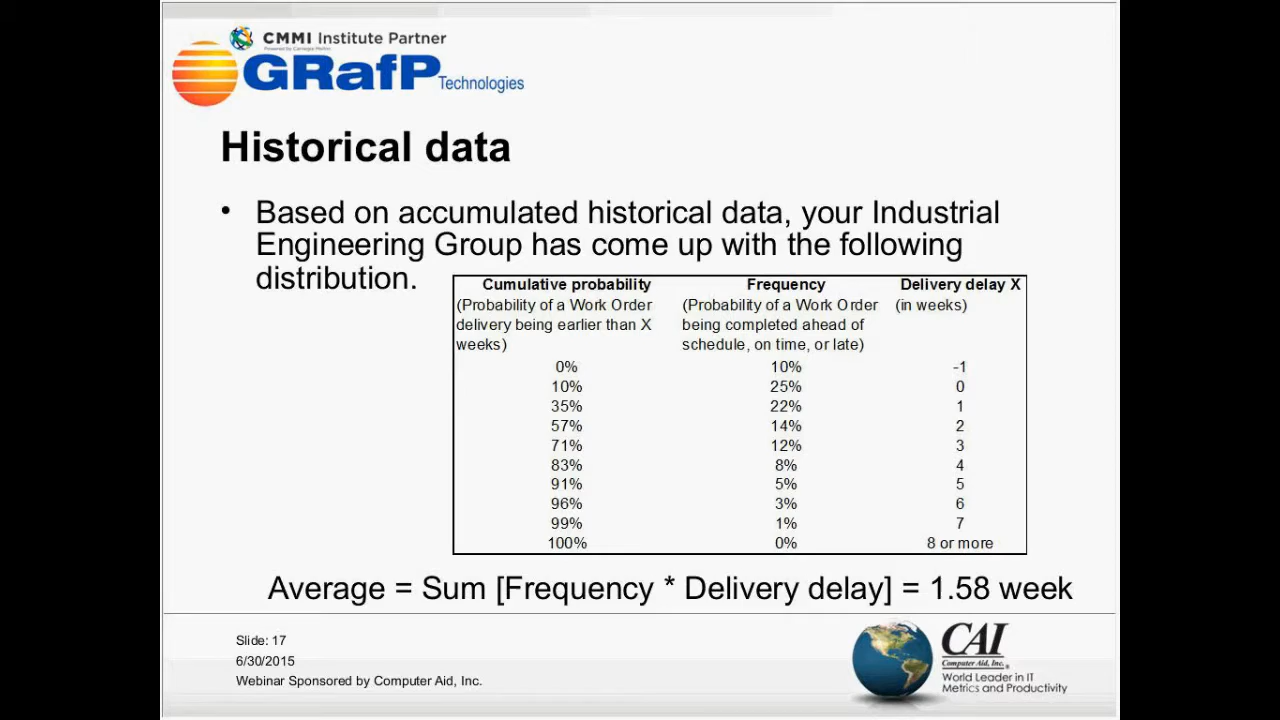 CMMI Institute Partner
Powered by Carnegie Mellon
GRafP Technologies
Historical data
• Based on accumulated historical data, your Industrial
Engineering Group has come up with the following
distribution.
Cumulative probability Frequency Delivery delay X
(Probability of a Work Order (Probability of a Work Order (in weeks)
delivery being earlier than X being completed ahead of
weeks) schedule, on time, or late)
0% 10% -1
10% 25% 0
35% 22% 1
57% 14% 2
71% 12% 3
83% 8% 4
91% 5% 5
96% 3% 6
99% 1% 7
100% 0% 8 or more
Average = Sum [Frequency * Delivery delay] = 1.58 week
Slide: 17
6/30/2015
Webinar Sponsored by Computer Aid, Inc.
CAI
Computer Aid, Inc.
World Leader in IT
Metrics and Productivity